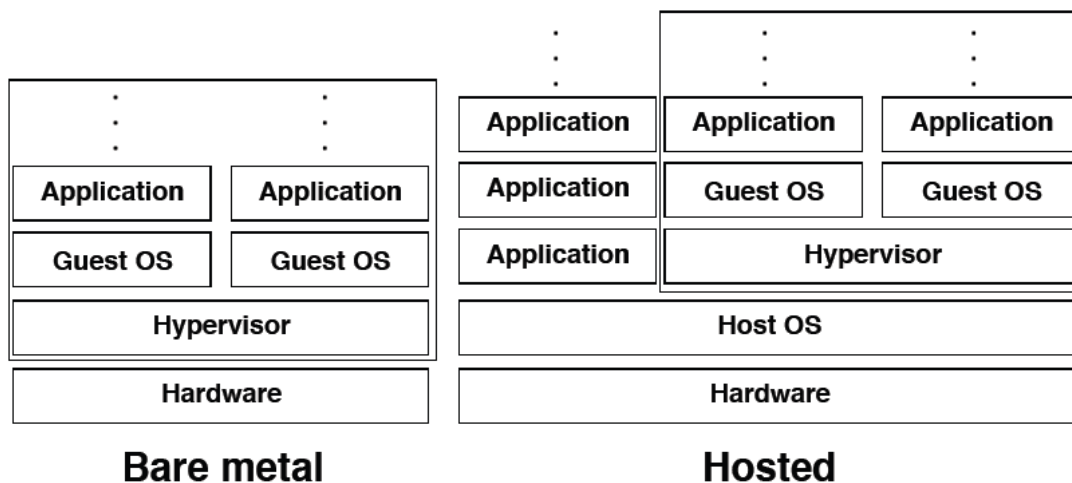 Application Application
Guest OS Guest OS
Hypervisor
Hardware
Bare metal
Application Application Application
Application Guest OS Guest OS
Application Hypervisor
Host OS
Hardware
Hosted